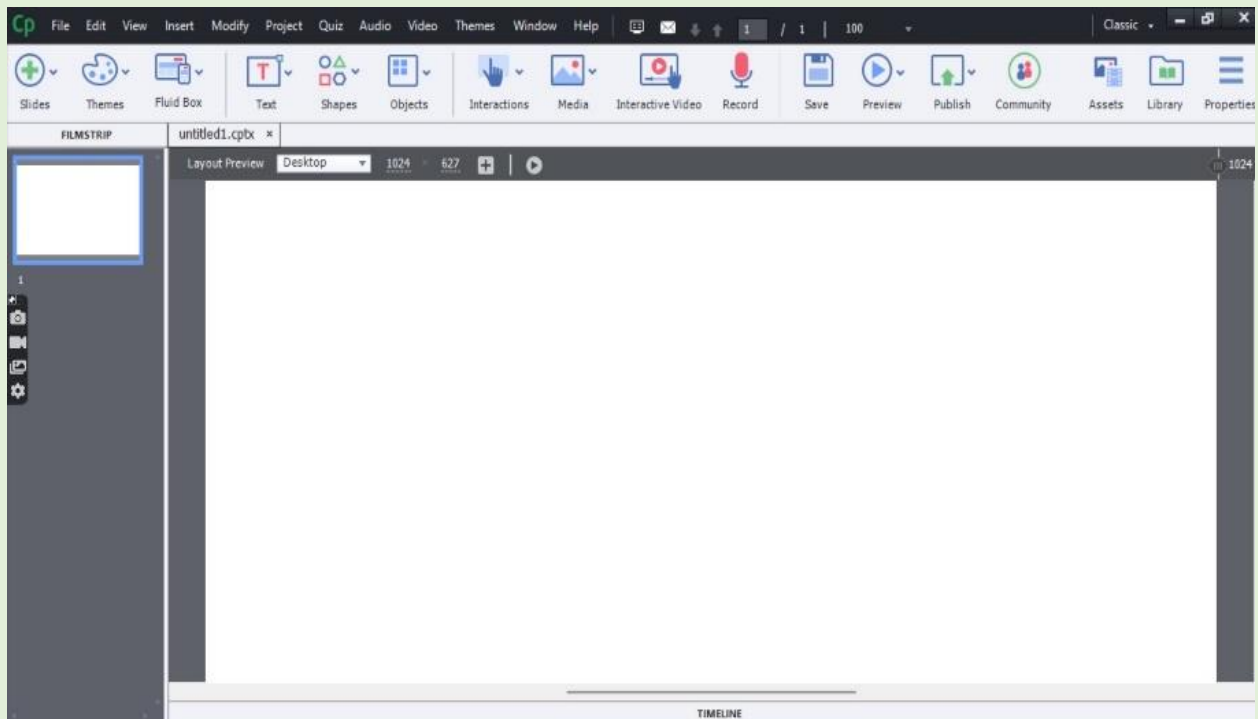 Cp File Edit View Insert Modify Project Quiz Audio Video Themes Window Help 1 / 1 100 Classic
Slides Themes Fluid Box Text Shapes Objects Interactions Media Interactive Video Record Save Preview Publish Community Assets Library Properties
FILMSTRIP untitled1.cptx ×
Layout Preview Desktop 1024 × 627 1024
1
TIMELINE